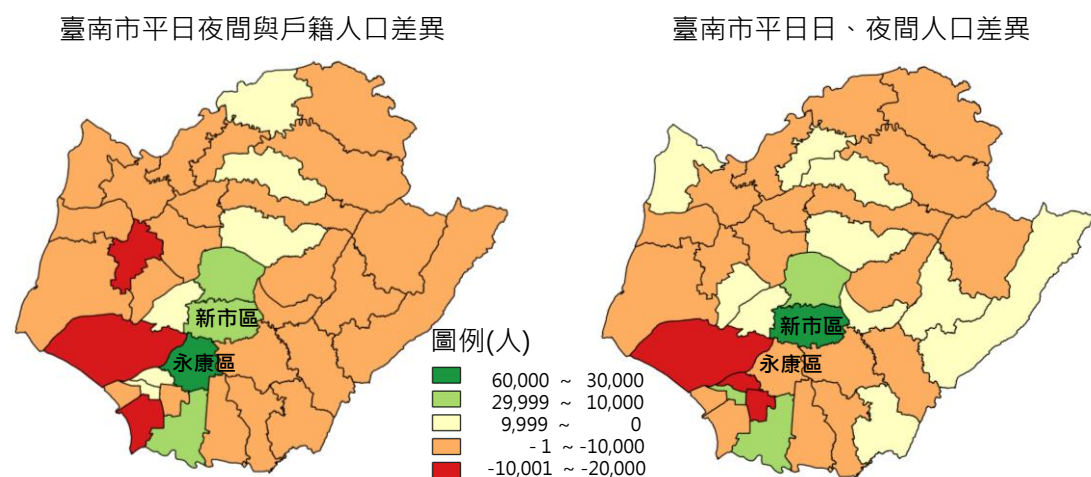 臺南市平日夜間與戶籍人口差異
臺南市平日日、夜間人口差異
新市區
永康區
圖例(人)
60,000 ~ 30,000
29,999 ~ 10,000
9,999 ~ 0
-1 ~ -10,000
-10,001 ~ -20,000
新市區
永康區